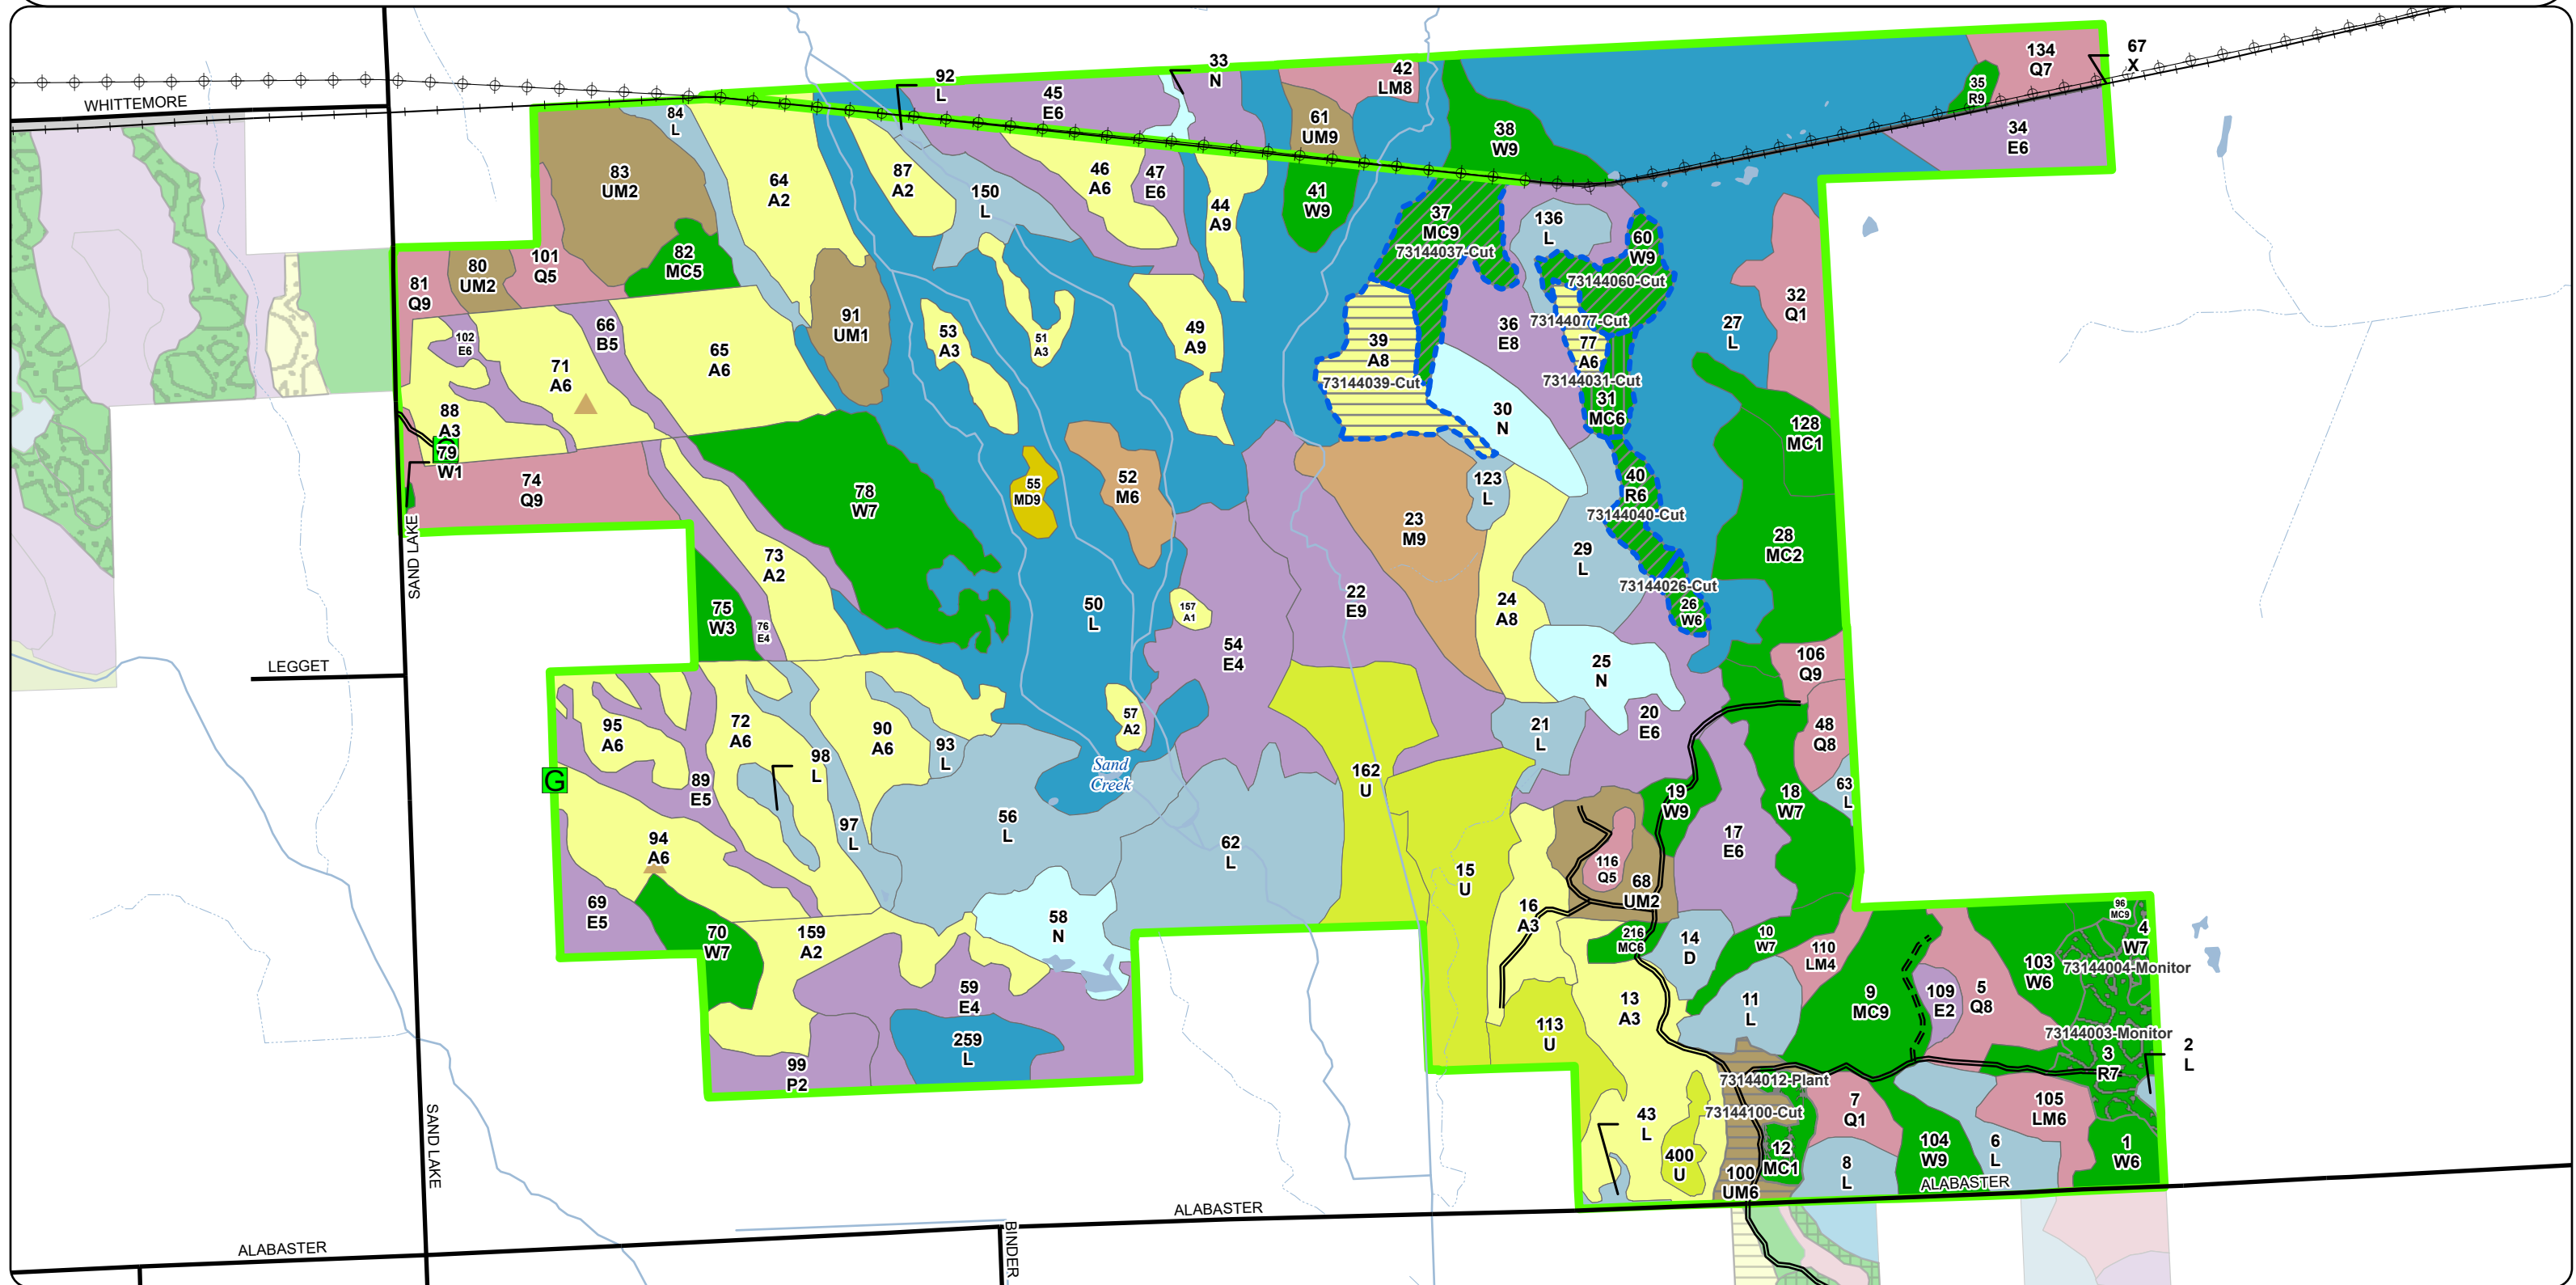 WHITTEMORE
92
L
33
N
42
LM8
134
Q7
67
X
45
E6
35
R9
84
L
61
UM9
38
W9
34
E6
83
UM2
64
A2
87
A2
150
L
46
A6
47
E6
44
A9
41
W9
37
MC9
73144037-Cut
136
L
60
W9
73144060-Cut
82
MC5
101
Q5
80
UM2
81
Q9
32
Q1
27
L
73144077-Cut
36
E8
77
A6
73144031-Cut
31
MC6
39
A8
73144039-Cut
102
E6
66
B5
65
A6
71
A6
91
UM1
53
A3
51
A3
49
A9
88
A3
79
W1
30
N
128
MC1
74
Q9
78
W7
55
MD9
52
M6
123
L
40
R6
73144040-Cut
23
M9
28
MC2
29
L
SAND LAKE
73
A2
73144026-Cut
26
W6
75
W3
76
E4
50
L
157
A1
22
E9
24
A8
54
E4
LEGGET
25
N
106
Q9
95
A6
72
A6
90
A6
93
L
57
A2
21
L
20
E6
48
Q8
98
L
89
E5
Sand
Creek
162
U
63
L
G
19
W9
18
W7
56
L
97
L
94
A6
62
L
17
E6
15
U
116
Q5
68
UM2
69
E5
58
N
16
A3
96
MC9
4
W7
70
W7
159
A2
216
MC6
14
D
10
W7
110
LM4
103
W6
73144004-Monitor
59
E4
13
A3
11
L
9
MC9
109
E2
5
Q8
113
U
73144003-Monitor
3
R7
2
L
259
L
99
P2
73144012-Plant
7
Q1
105
LM6
73144100-Cut
43
L
400
U
12
MC1
100
UM6
104
W9
6
L
8
L
1
W6
SAND LAKE
ALABASTER
ALABASTER
ALABASTER
BINDER